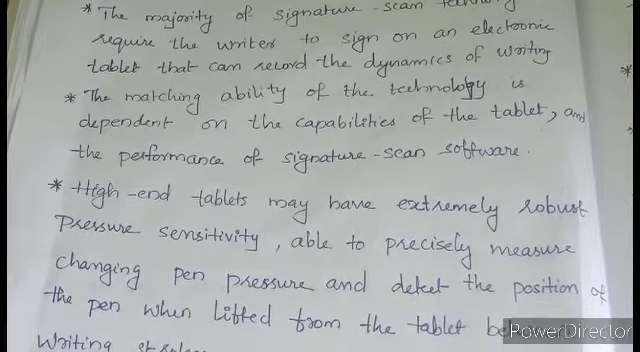 * The majority of signature-scan
require the writer to sign on an electronic
tablet that can record the dynamics of writing
* The matching ability of the technology is
dependent on the capabilities of the tablet, and
the performance of signature-scan software.
* High-end tablets may have extremely robust
pressure sensitivity, able to precisely measure
changing pen pressure and detect the position of
the pen when lifted from the tablet
Writing
PowerDirector